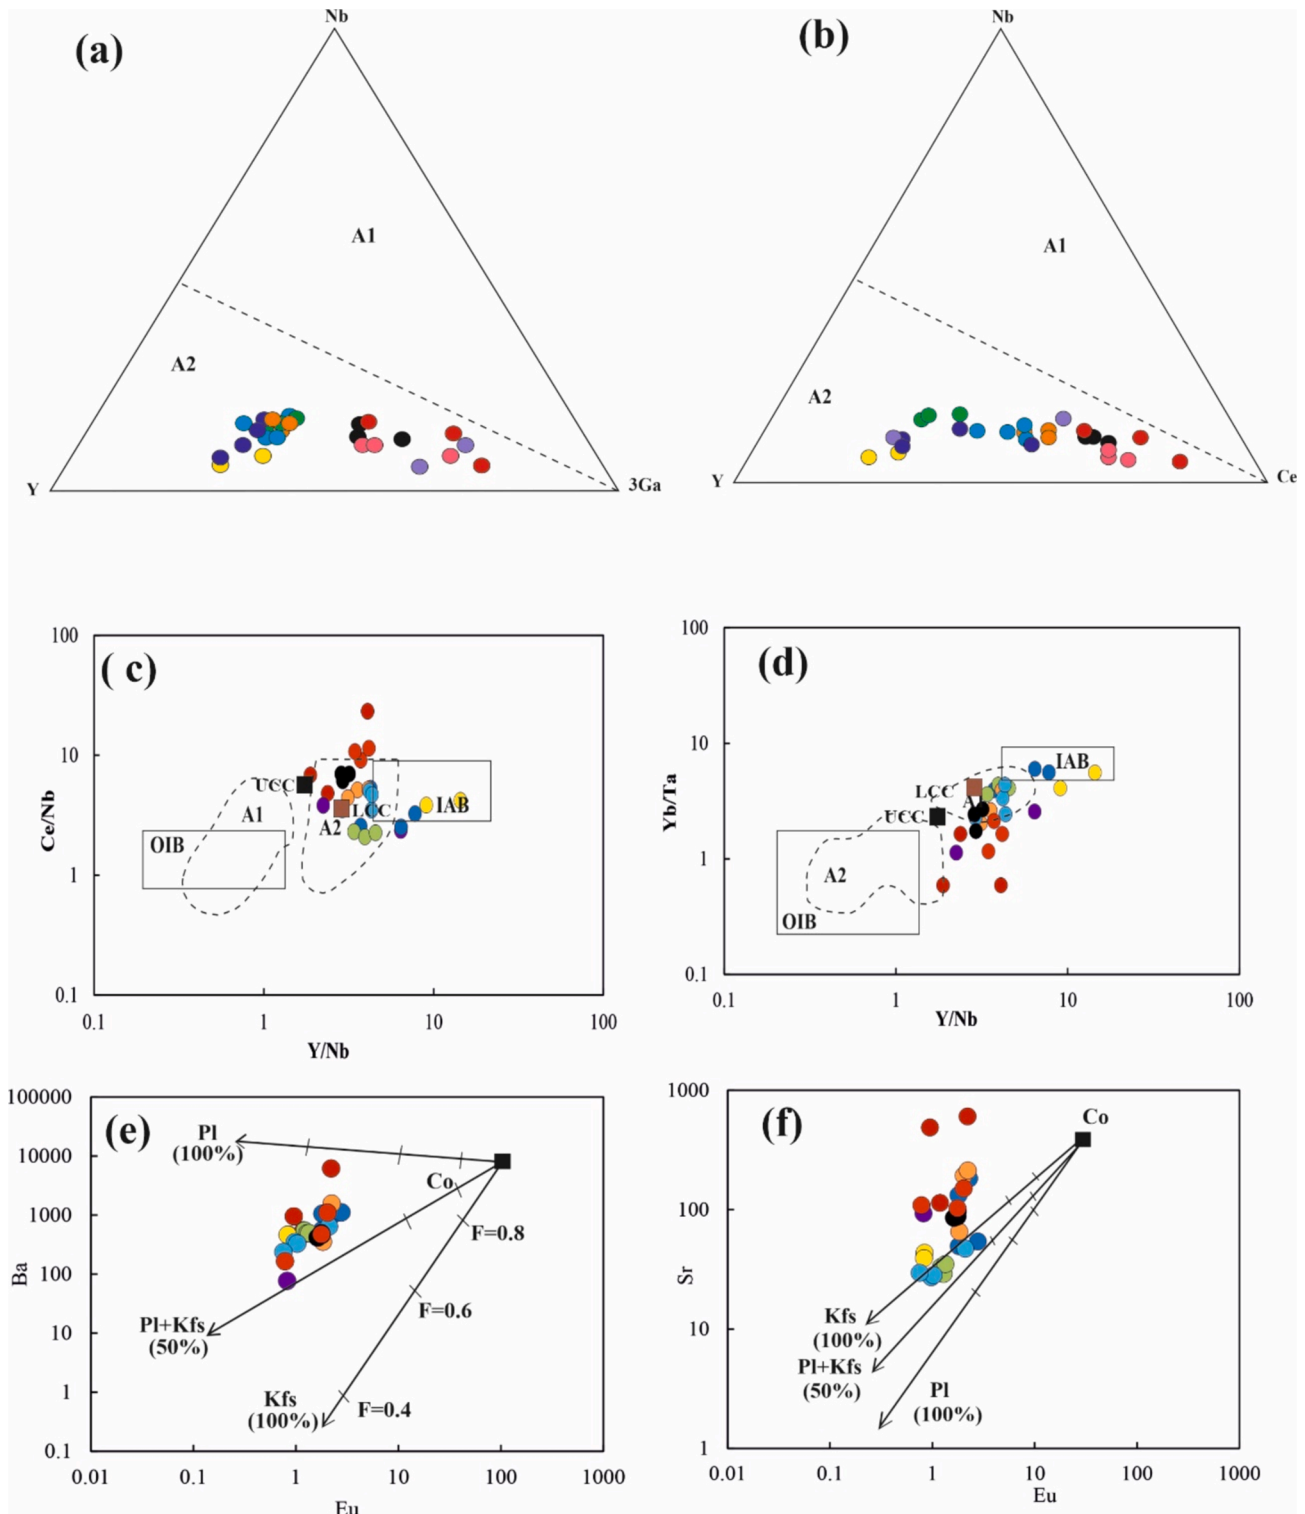 (a)
Nb
A1
A2
Y
3Ga
(b)
Nb
A1
A2
Y
Ce
( c)
100
10
1
0.1
Ce/Nb
UCC
A1
OIB
LCC
A2
IAB
0.1
1
10
100
Y/Nb
(d)
100
10
1
0.1
Yb/Ta
IAB
LCC
A
UCC
A2
OIB
1
10
100
Y/Nb
(e)
100000
10000
1000
100
10
1
0.1
Ba
Pl
(100%)
Co
F=0.8
F=0.6
Pl+Kfs
(50%)
Kfs
(100%)
F=0.4
0.01
0.1
1
10
100
1000
Eu
(f)
1000
100
10
1
Sr
Co
Kfs
(100%)
Pl+Kfs
(50%)
Pl
(100%)
0.01
0.1
1
10
100
1000
Eu